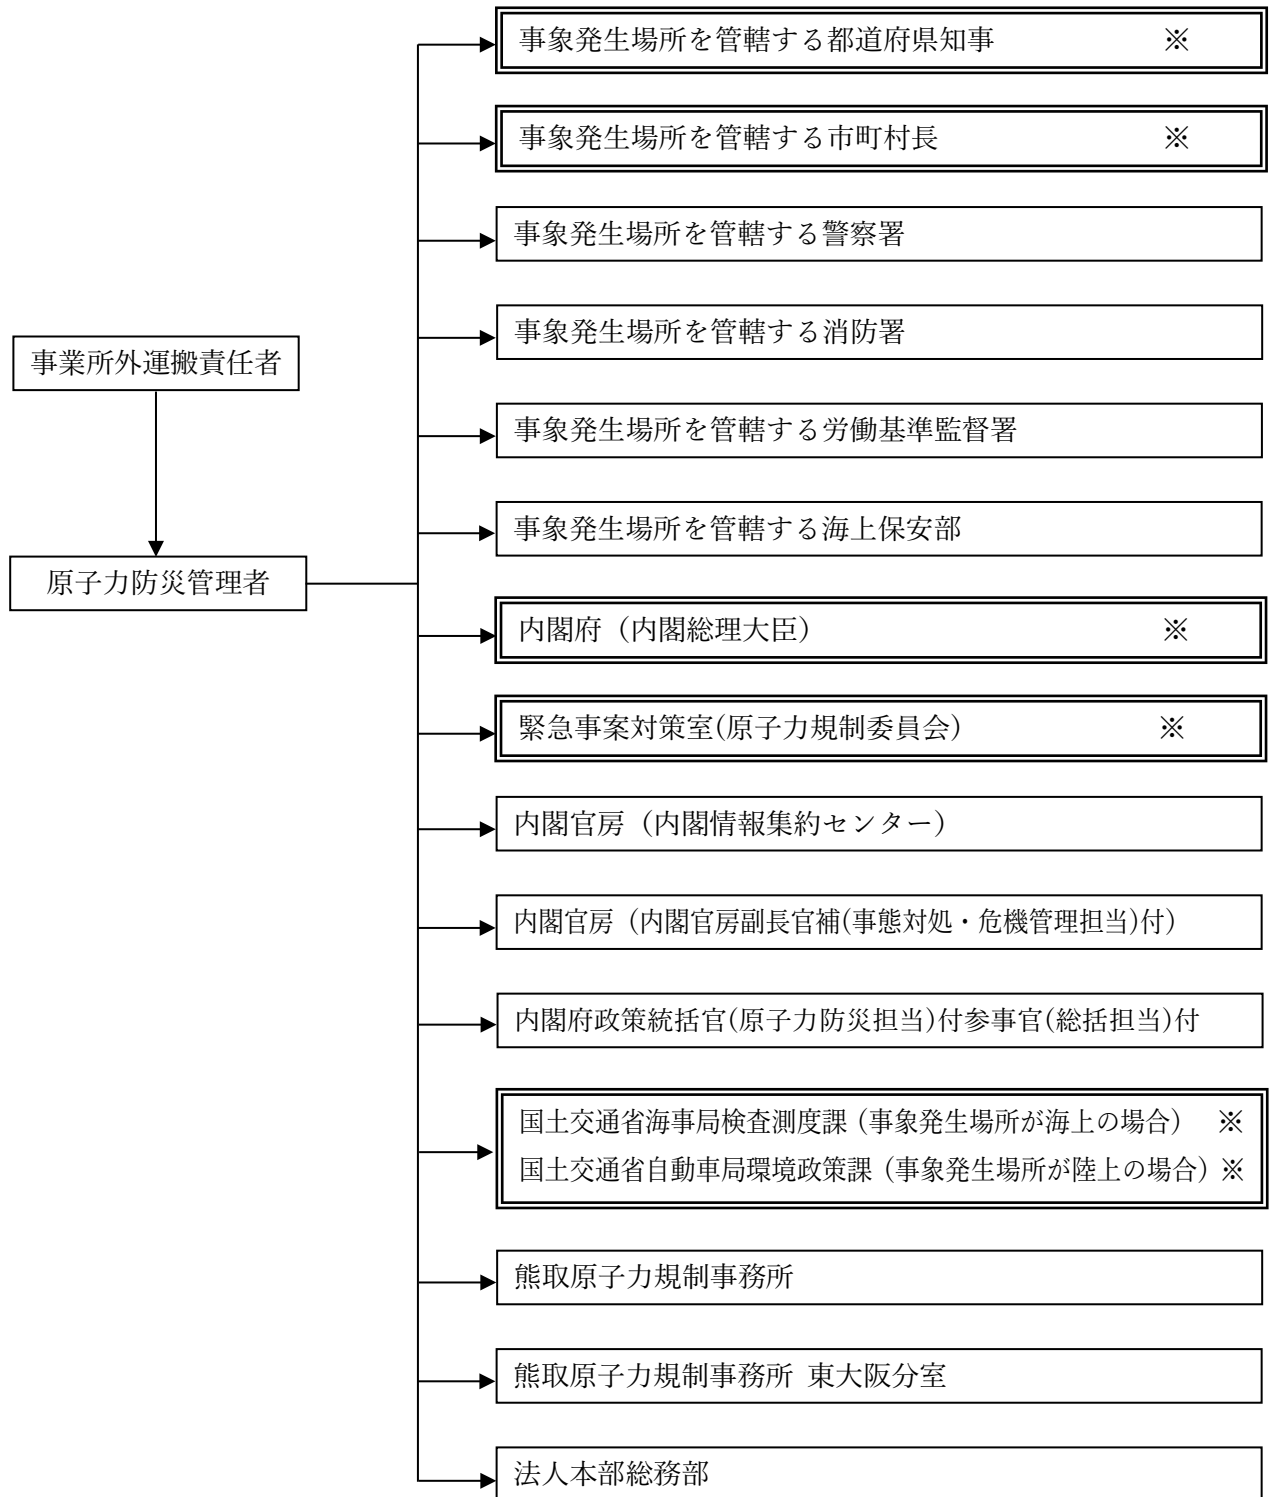 事象発生場所を管轄する都道府県知事 ※
事象発生場所を管轄する市町村長 ※
事象発生場所を管轄する警察署
事象発生場所を管轄する消防署
事業所外運搬責任者
事象発生場所を管轄する労働基準監督署
事象発生場所を管轄する海上保安部
原子力防災管理者
内閣府（内閣総理大臣） ※
緊急事案対策室(原子力規制委員会) ※
内閣官房（内閣情報集約センター）
内閣官房（内閣官房副長官補(事態対処・危機管理担当)付）
内閣府政策統括官(原子力防災担当)付参事官(総括担当)付
国土交通省海事局検査測度課（事象発生場所が海上の場合） ※
国土交通省自動車局環境政策課（事象発生場所が陸上の場合）※
熊取原子力規制事務所
熊取原子力規制事務所 東大阪分室
法人本部総務部